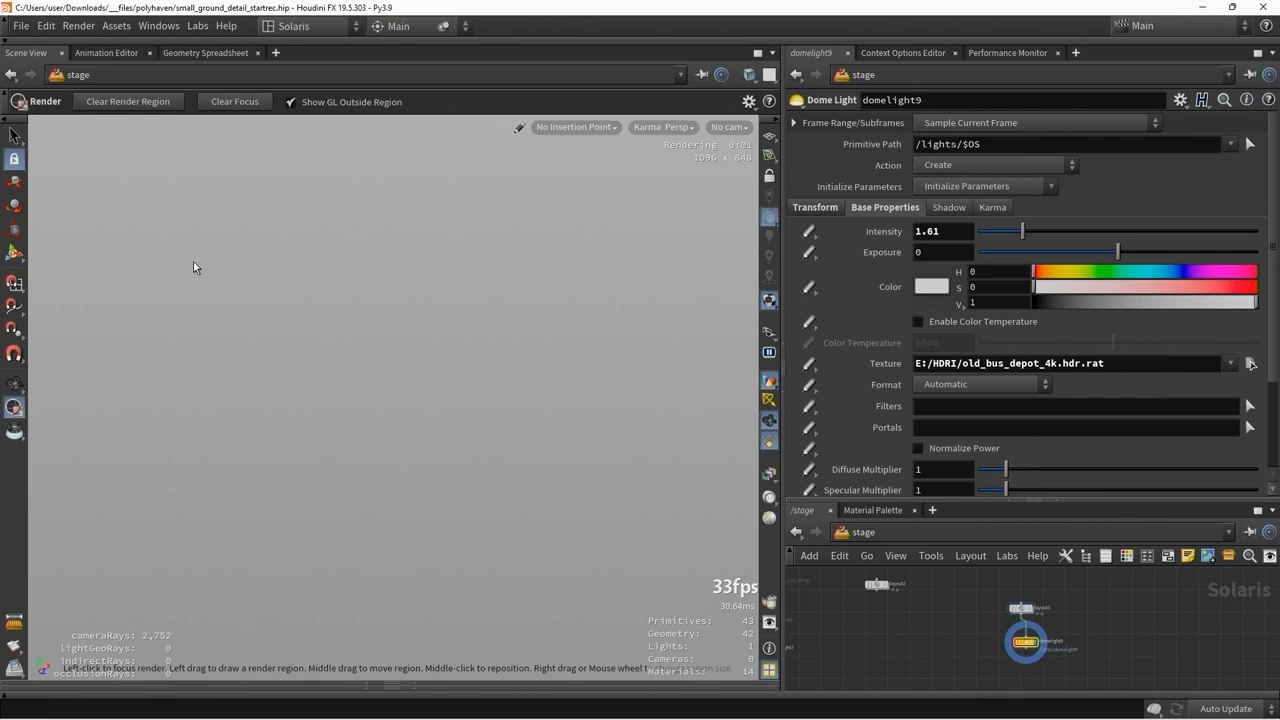 C:/Users/user/Downloads/__files/polyhaven/small_ground_detail_startrec.hip - Houdini FX 19.5.303 - Py3.9
File Edit Render Assets Windows Labs Help Solaris Main Main
Scene View Animation Editor Geometry Spreadsheet
domelight9 Context Options Editor Performance Monitor
stage
stage
Render Clear Render Region Clear Focus Show GL Outside Region
Dome Light domelight9
No Insertion Point Karma Persp No cam
Rendering 0:01
1096 x 848
Frame Range/Subframes Sample Current Frame
Primitive Path /lights/$OS
Action Create
Initialize Parameters Initialize Parameters
Transform Base Properties Shadow Karma
Intensity 1.61
Exposure 0
Color
H 0
S 0
V 1
Enable Color Temperature
Color Temperature 6500
Texture E:/HDRI/old_bus_depot_4k.hdr.rat
Format Automatic
Filters
Portals
Normalize Power
Diffuse Multiplier 1
Specular Multiplier 1
/stage Material Palette
stage
Add Edit Go View Tools Layout Labs Help
Solaris
layout2
layout3
domelight9
/lights/domelight9
33fps
30.64ms
Primitives: 43
Geometry: 42
Lights: 1
Cameras: 0
Materials: 14
cameraRays: 2,752
lightGeoRays: 0
indirectRays: 0
occlusionRays: 0
Left-click to focus render. Left drag to draw a render region. Middle drag to move region. Middle-click to reposition. Right drag or Mouse wheel
Auto Update